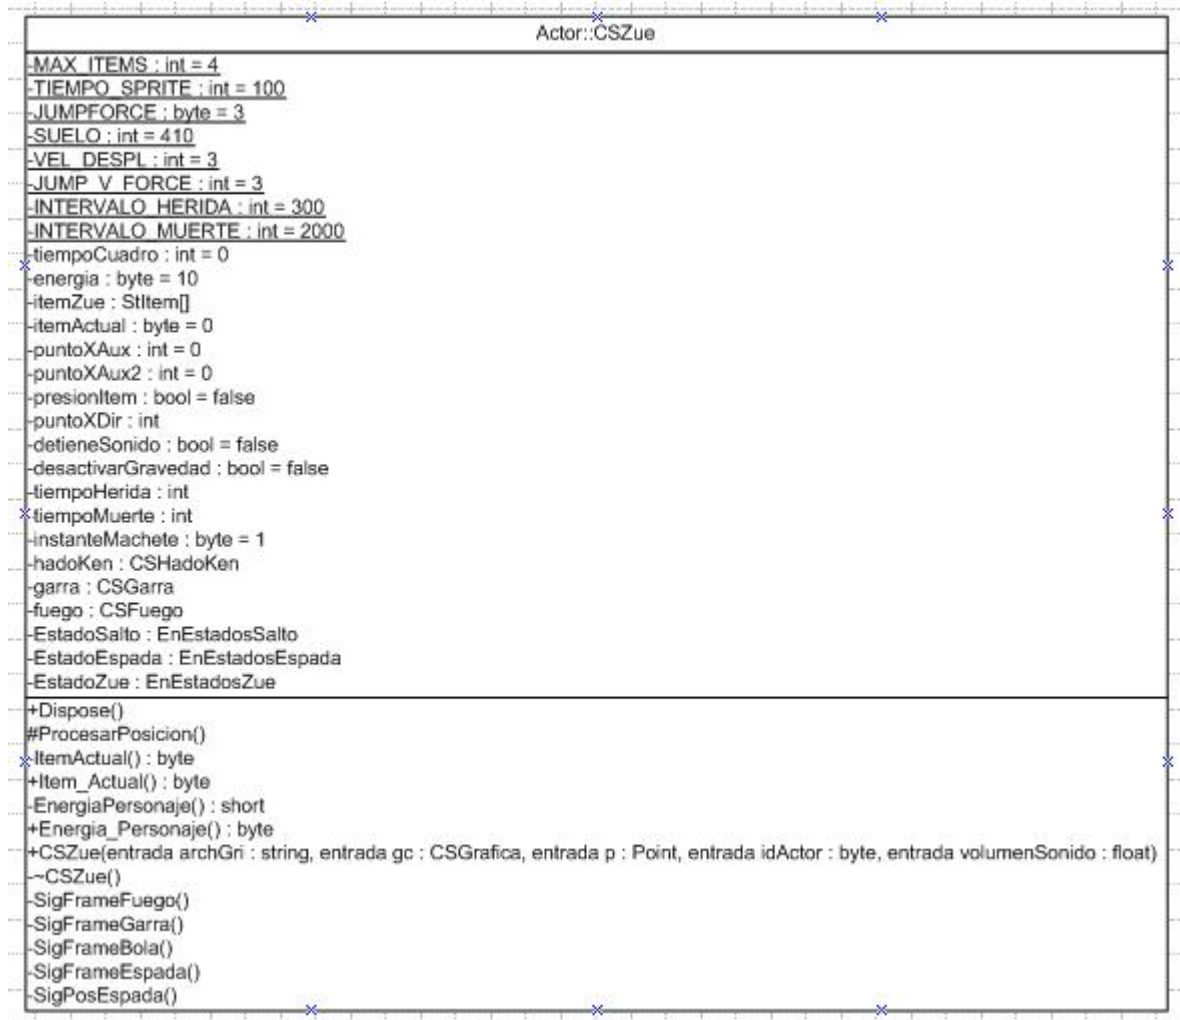 Actor::CSZue
-MAX_ITEMS : int = 4
-TIEMPO_SPRITE : int = 100
-JUMPFORCE : byte = 3
-SUELO : int = 410
-VEL_DESPL : int = 3
-JUMP_V_FORCE : int = 3
-INTERVALO_HERIDA : int = 300
-INTERVALO_MUERTE : int = 2000
-tiempoCuadro : int = 0
-energia : byte = 10
-itemZue : StItem[]
-itemActual : byte = 0
-puntoXAux : int = 0
-puntoXAux2 : int = 0
-presionItem : bool = false
-puntoXDir : int
-detieneSonido : bool = false
-desactivarGravedad : bool = false
-tiempoHerida : int
-tiempoMuerte : int
-instanteMachete : byte = 1
-hadoKen : CSHadoKen
-garra : CSGarra
-fuego : CSFuego
-EstadoSalto : EnEstadosSalto
-EstadoEspada : EnEstadosEspada
-EstadoZue : EnEstadosZue
+Dispose()
#ProcesarPosicion()
-ItemActual() : byte
+Item_Actual() : byte
-EnergiaPersonaje() : short
+Energia_Personaje() : byte
+CSZue(entrada archGri : string, entrada gc : CSGrafica, entrada p : Point, entrada idActor : byte, entrada volumenSonido : float)
-~CSZue()
-SigFrameFuego()
-SigFrameGarra()
-SigFrameBola()
-SigFrameEspada()
-SigPosEspada()